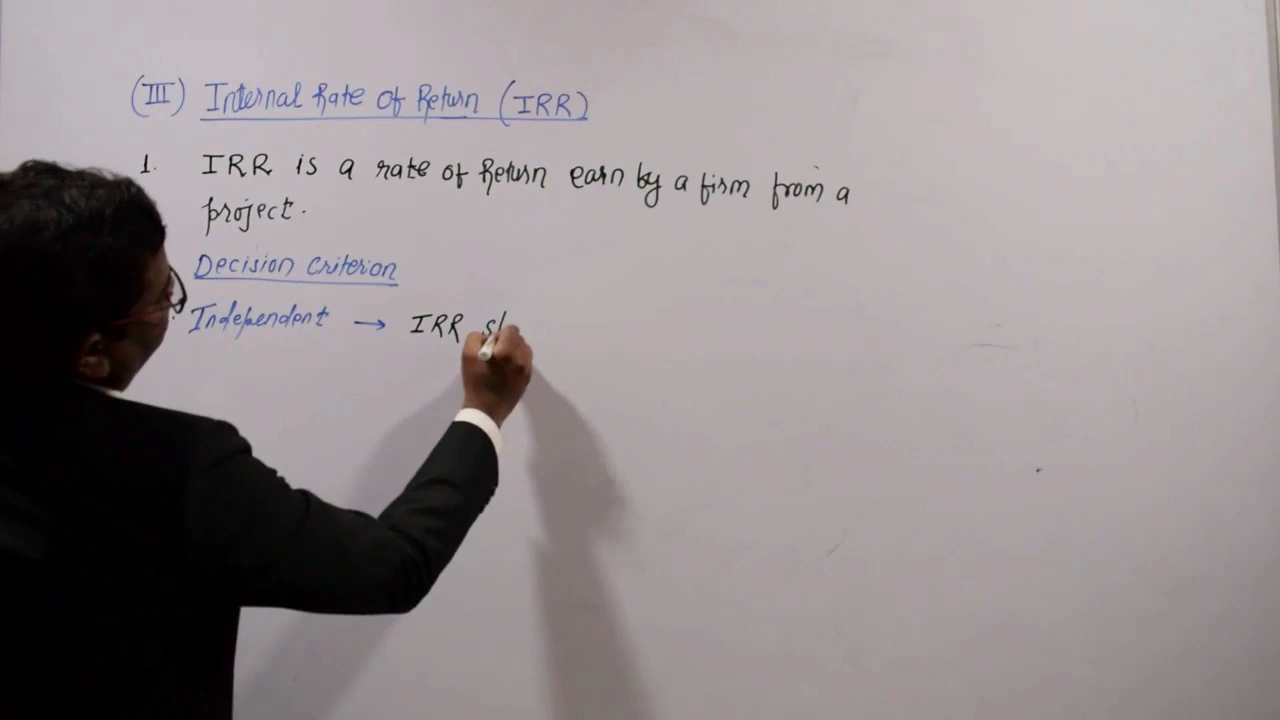 (III) Internal Rate of Return (IRR)
1. IRR is a rate of Return earn by a firm from a
project.
Decision Criterion
Independent → IRR